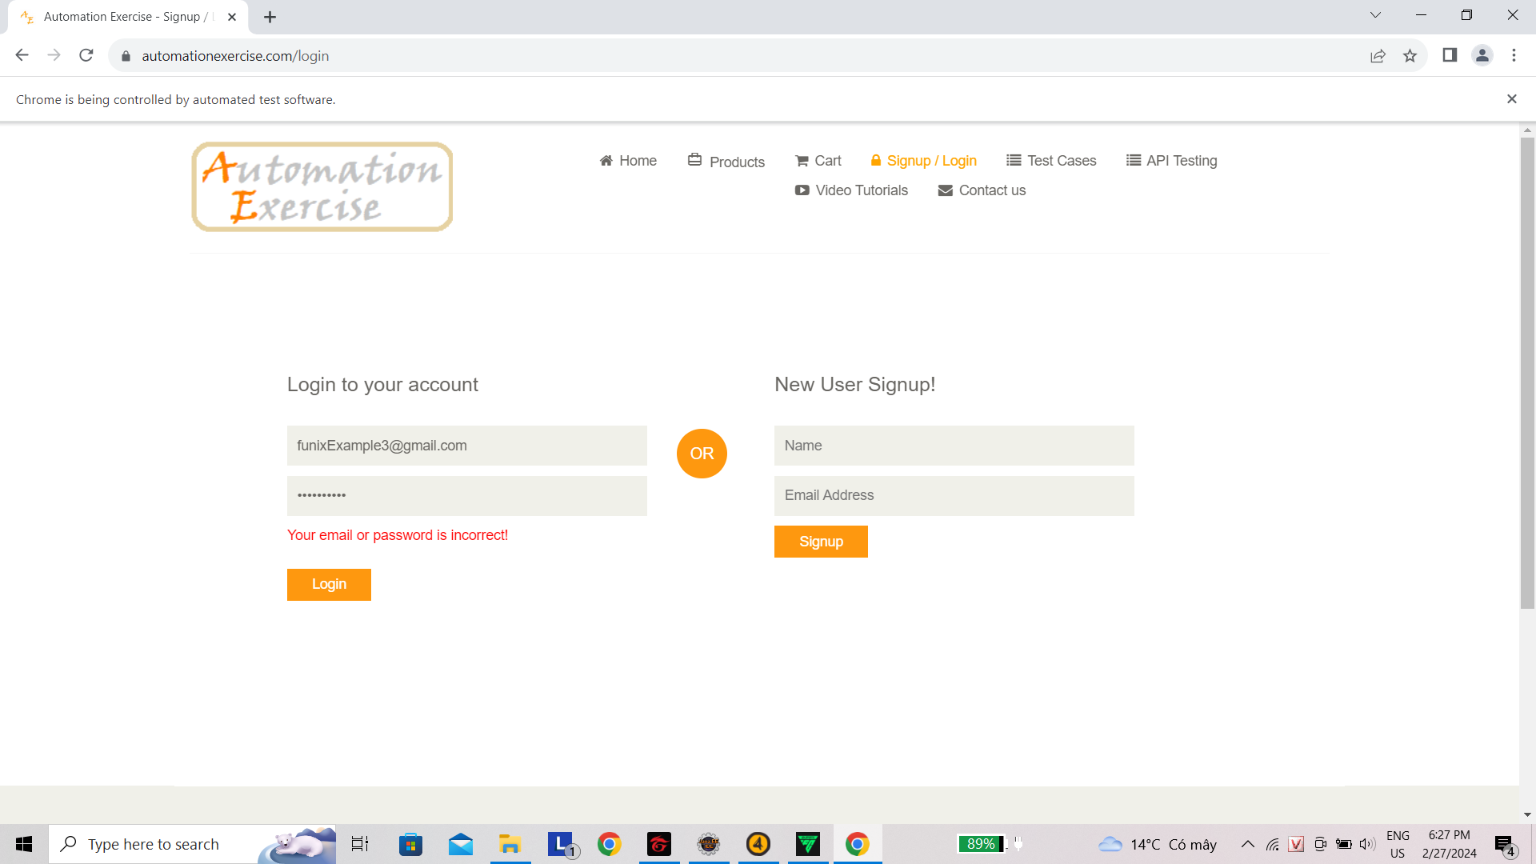 Automation Exercise - Signup /
automationexercise.com/login
Chrome is being controlled by automated test software.
Automation
Exercise
Home
Products
Cart
Signup / Login
Test Cases
API Testing
Video Tutorials
Contact us
Login to your account
funixExample3@gmail.com
••••••••••
Your email or password is incorrect!
Login
OR
New User Signup!
Name
Email Address
Signup
Type here to search
L
1
4
89%
14°C Có mây
V
ENG
US
6:27 PM
2/27/2024
4